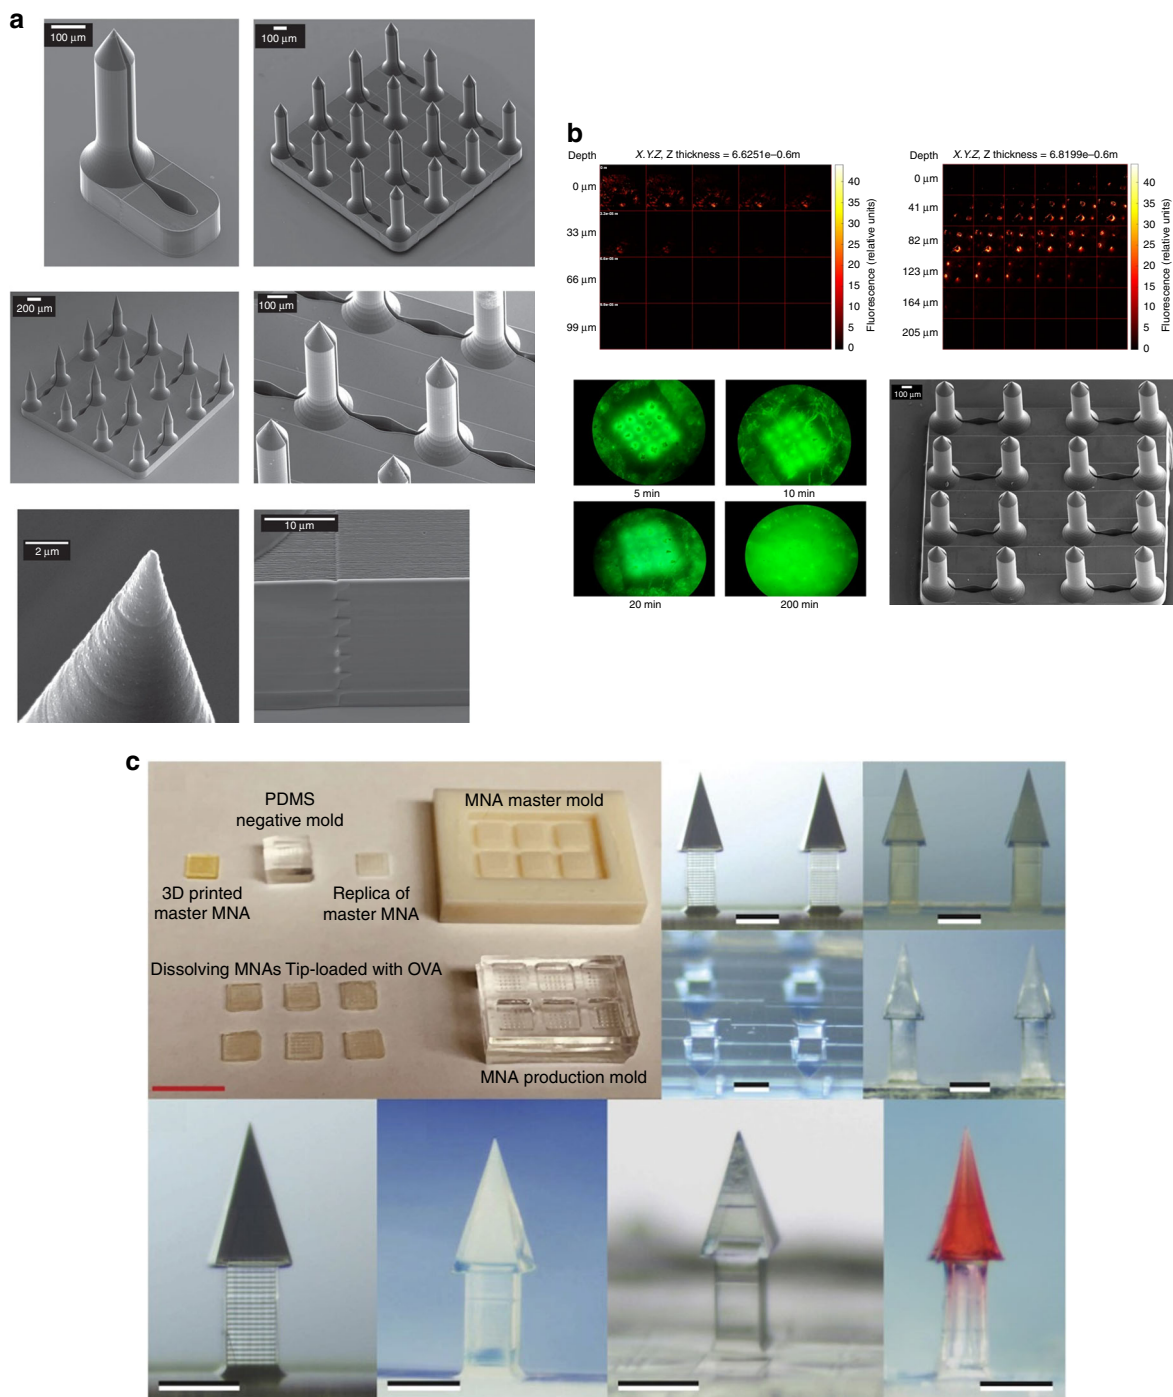 a
100 μm
100 μm
200 μm
100 μm
2 μm
10 μm
b
Depth
X.Y.Z, Z thickness = 6.6251e–0.6m
0 μm
33 μm
66 μm
99 μm
40
35
30
25
20
15
10
5
0
Fluorescence (relative units)
Depth
X.Y.Z, Z thickness = 6.8199e–0.6m
0 μm
41 μm
82 μm
123 μm
164 μm
205 μm
40
35
30
25
20
15
10
5
0
Fluorescence (relative units)
5 min
10 min
20 min
200 min
100 μm
c
PDMS
negative mold
MNA master mold
3D printed
master MNA
Replica of
master MNA
Dissolving MNAs Tip-loaded with OVA
MNA production mold